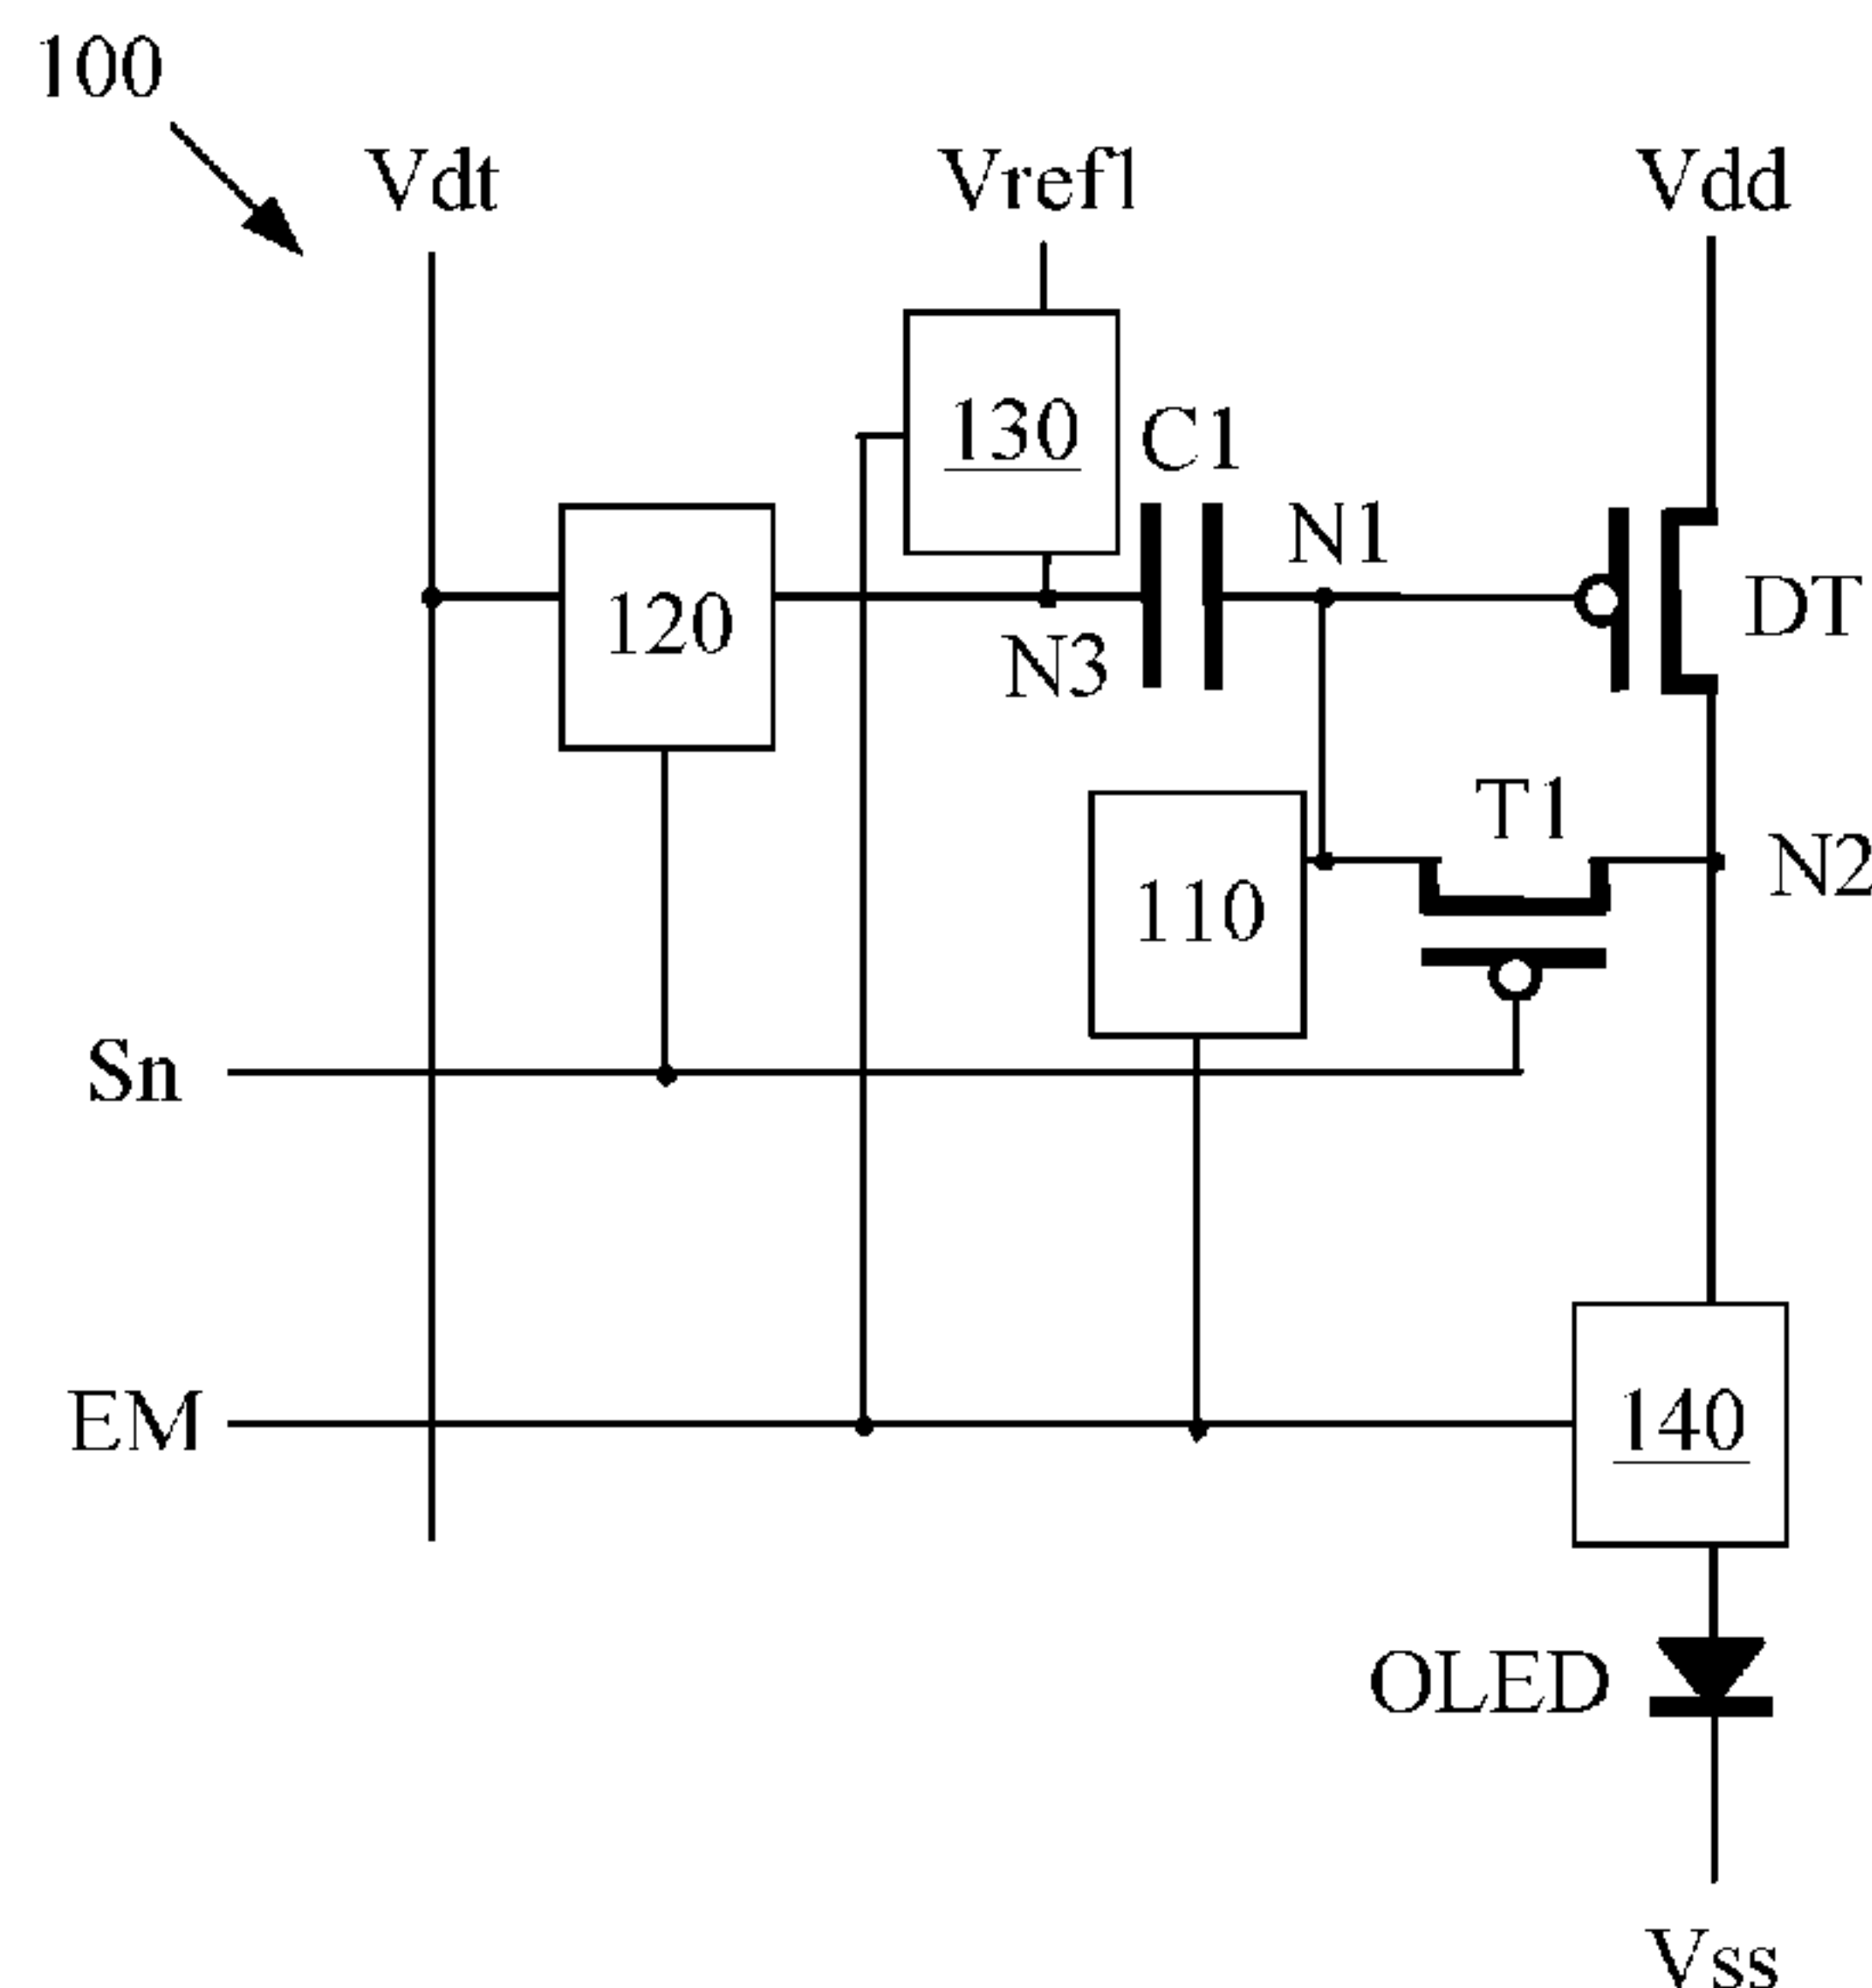 100
Vdt
Vref1
Vdd
130
C1
N1
120
DT
N3
T1
N2
110
Sn
EM
140
OLED
Vss